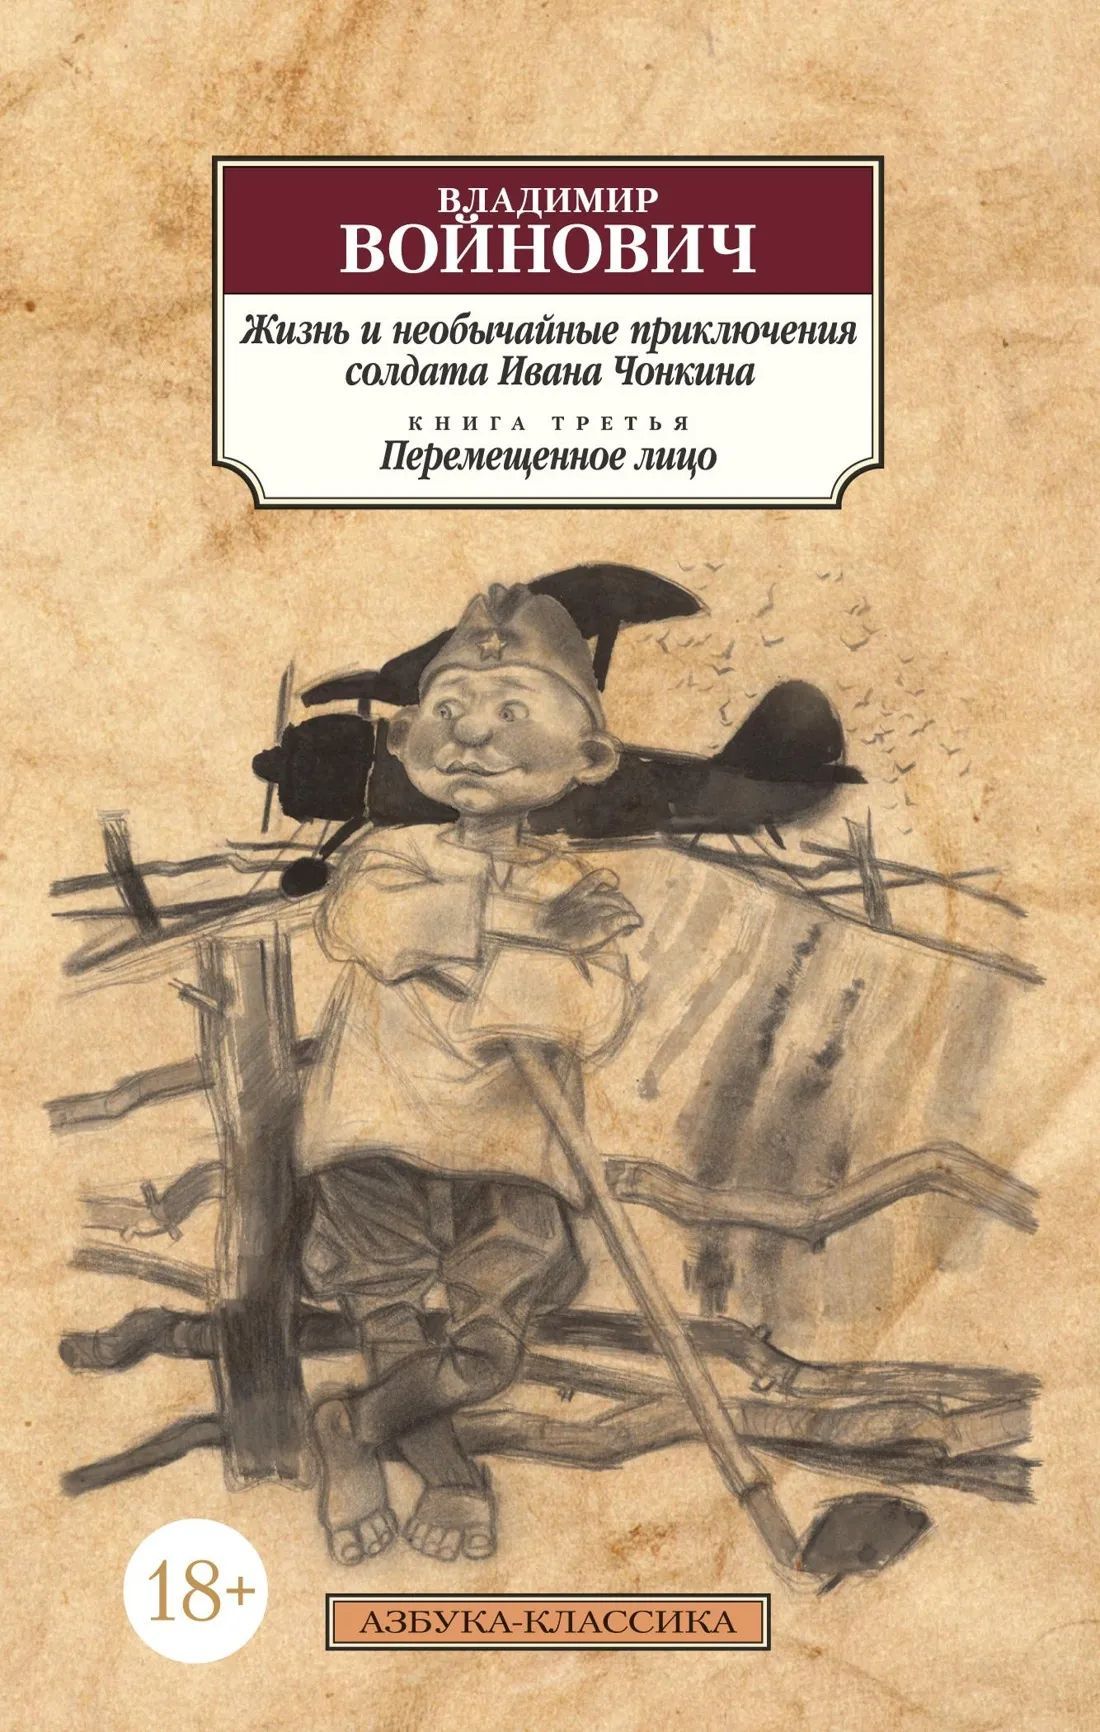 ВЛАДИМИР
ВОЙНОВИЧ
Жизнь и необычайные приключения
солдата Ивана Чонкина
КНИГА ТРЕТЬЯ
Перемещенное лицо
18+
АЗБУКА-КЛАССИКА